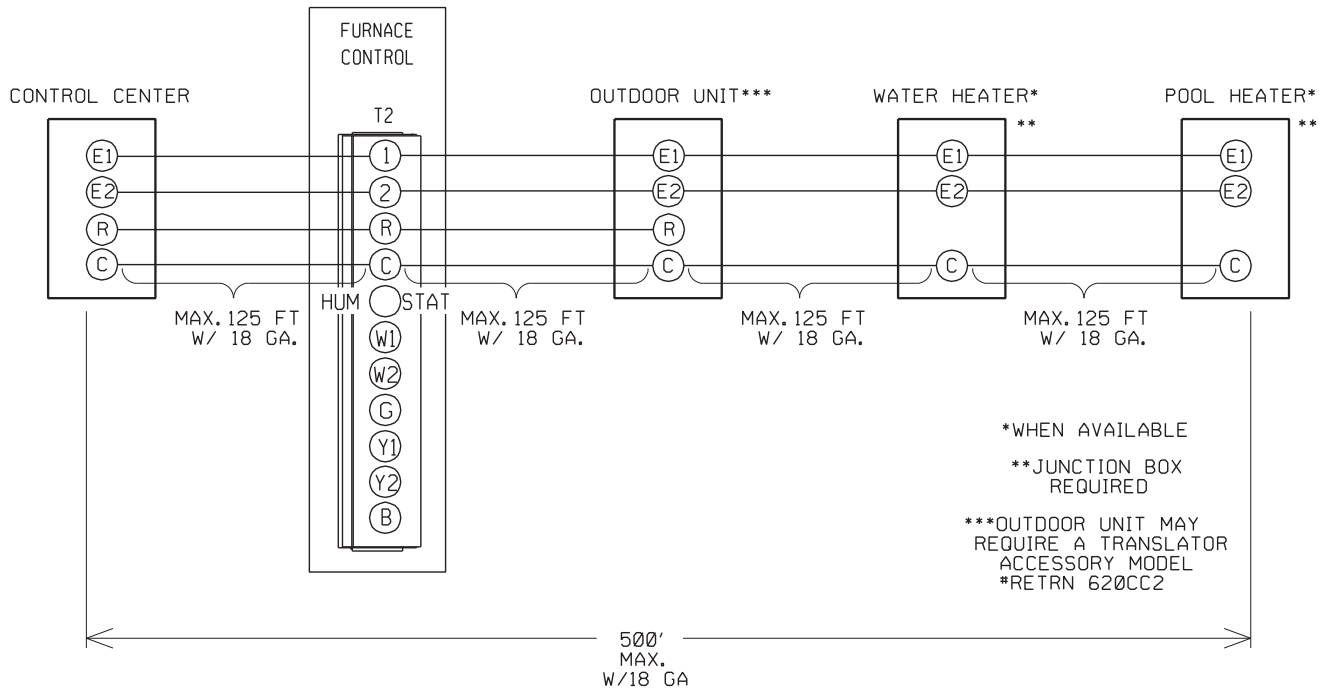 FURNACE
CONTROL
CONTROL CENTER
OUTDOOR UNIT***
WATER HEATER*
**
POOL HEATER*
**
T2
E1
1
E1
E1
E1
E2
2
E2
E2
E2
R
R
R
C
C
C
C
C
HUM STAT
MAX. 125 FT
W/ 18 GA.
MAX. 125 FT
W/ 18 GA.
MAX. 125 FT
W/ 18 GA.
MAX. 125 FT
W/ 18 GA.
W1
W2
G
Y1
Y2
B
*WHEN AVAILABLE
**JUNCTION BOX
REQUIRED
***OUTDOOR UNIT MAY
REQUIRE A TRANSLATOR
ACCESSORY MODEL
#RETRN 620CC2
500'
MAX.
W/18 GA